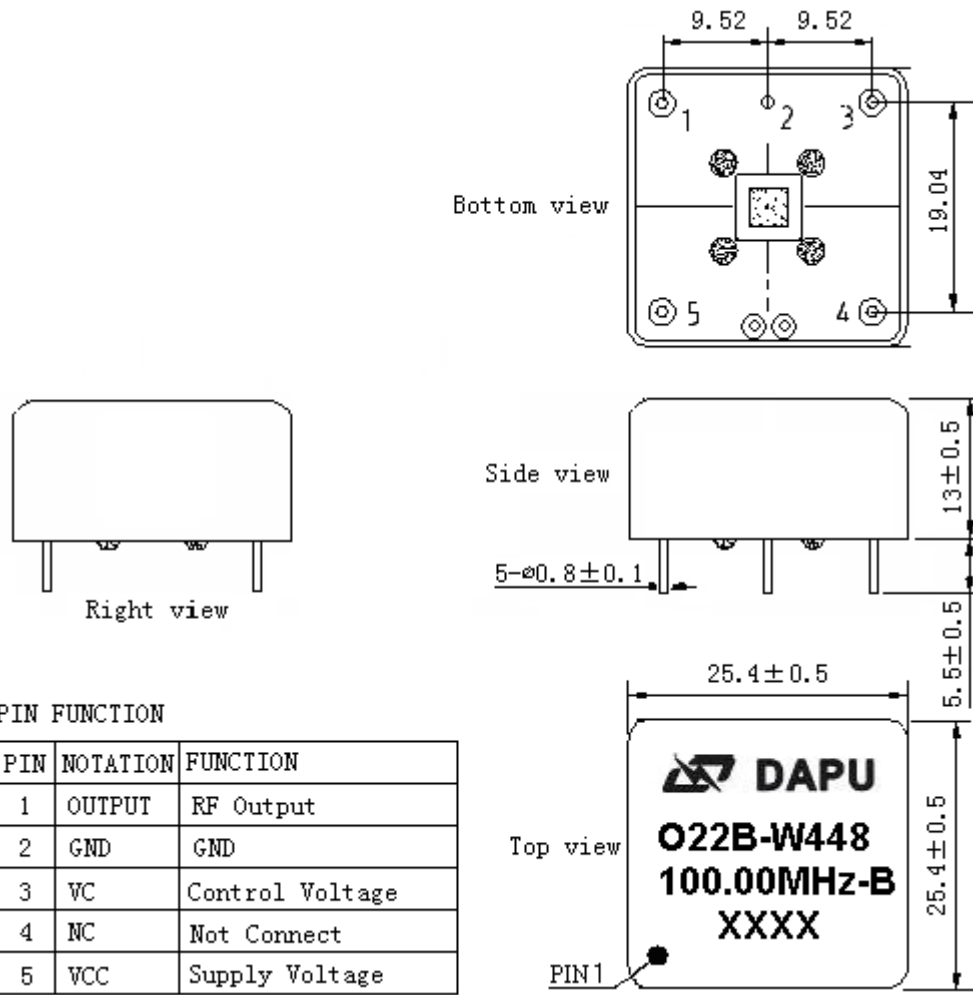 9.52 9.52
1 2 3
Bottom view
19.04
5 4
Side view
13±0.5
5-⌀0.8±0.1
Right view
5.5±0.5
25.4±0.5
PIN FUNCTION
PIN NOTATION FUNCTION
1 OUTPUT RF Output
2 GND GND
3 VC Control Voltage
4 NC Not Connect
5 VCC Supply Voltage
Top view
DAPU
O22B-W448
100.00MHz-B
XXXX
25.4±0.5
PIN1